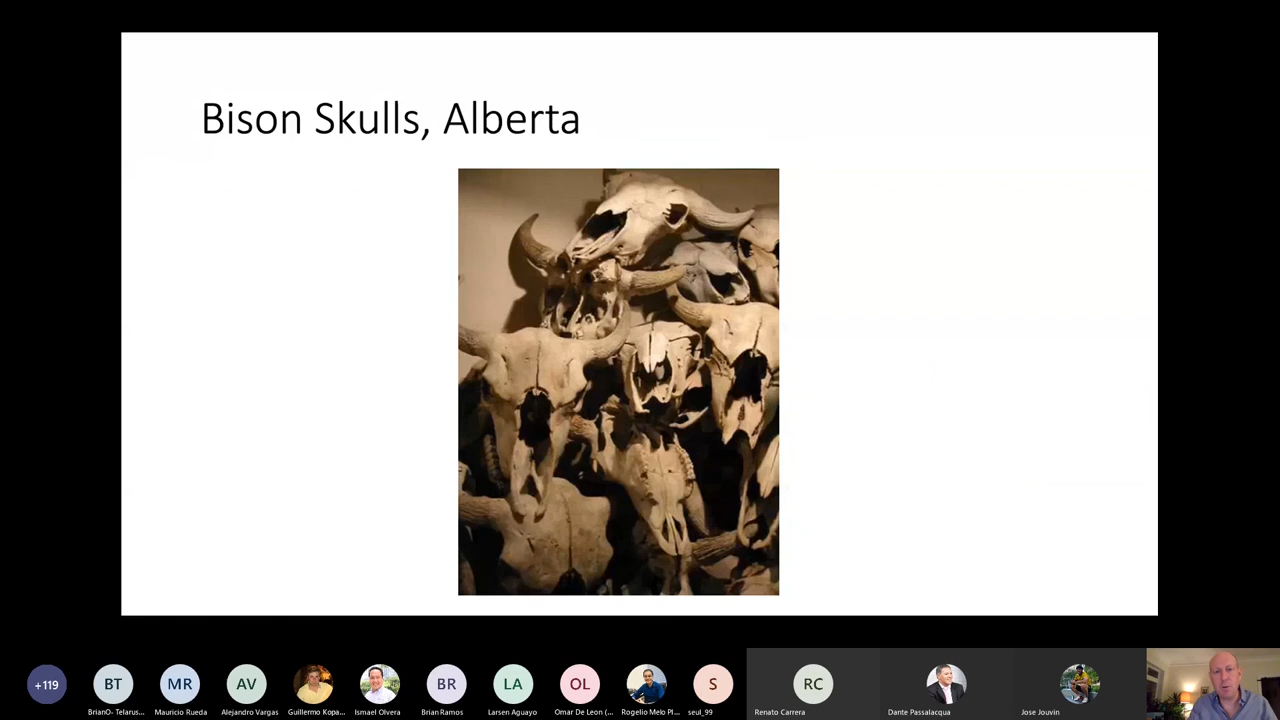 Bison Skulls, Alberta
+119
BT
MR
AV
BR
LA
OL
S
RC
BrianO- Telarus...
Mauricio Rueda
Alejandro Vargas
Guillermo Kopa...
Ismael Olvera
Brian Ramos
Larsen Aguayo
Omar De Leon (...
Rogelio Melo Pl...
seul_99
Renato Carrera
Dante Passalacqua
Jose Jouvin